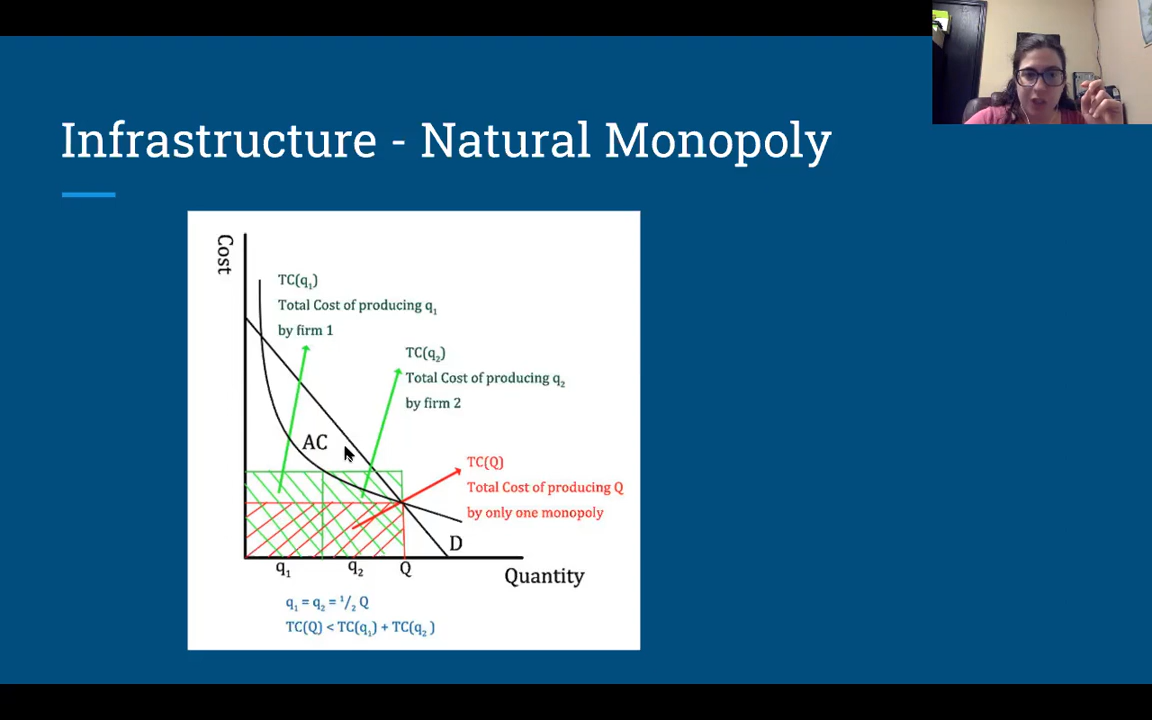 Infrastructure - Natural Monopoly
Cost
TC(q₁)
Total Cost of producing q₁
by firm 1
TC(q₂)
Total Cost of producing q₂
by firm 2
AC
TC(Q)
Total Cost of producing Q
by only one monopoly
D
q₁ q₂ Q
Quantity
q₁ = q₂ = ¹/₂ Q
TC(Q) < TC(q₁) + TC(q₂ )